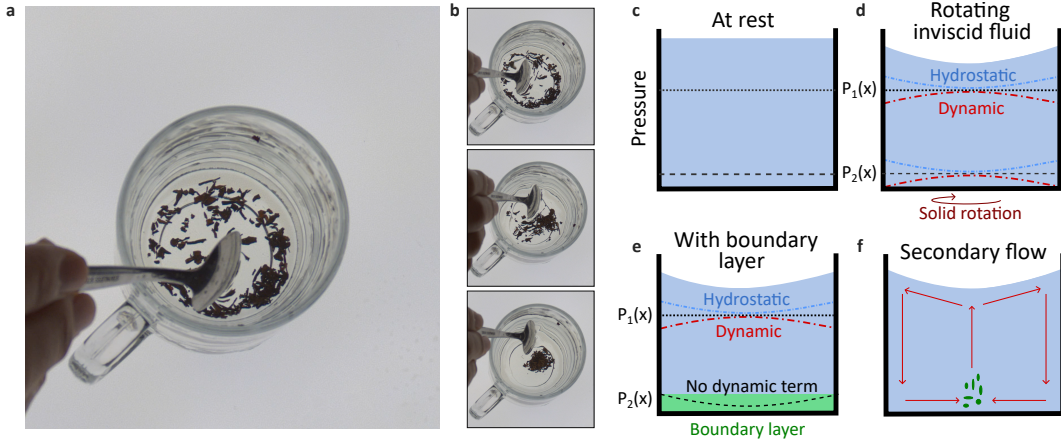 a
b
c
At rest
Pressure
d
Rotating
inviscid fluid
Hydrostatic
P₁(x)
Dynamic
P₂(x)
Solid rotation
e
With boundary
layer
Hydrostatic
P₁(x)
Dynamic
No dynamic term
P₂(x)
Boundary layer
f
Secondary flow